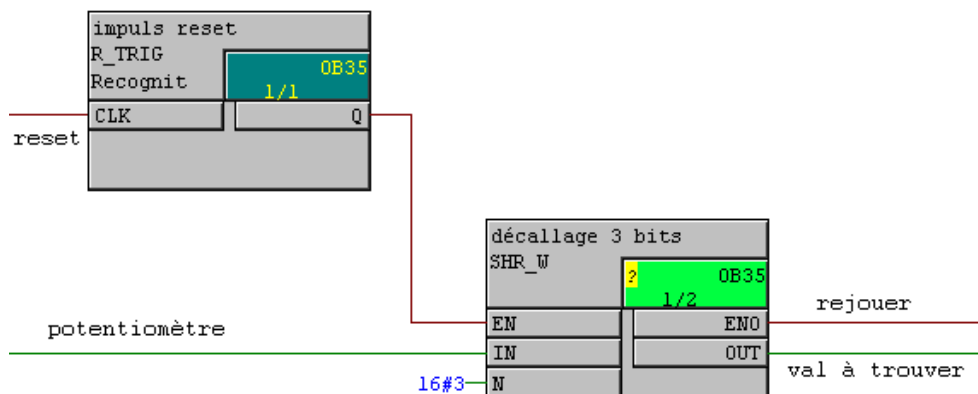 impuls reset
R_TRIG
Recognit
OB35
1/1
CLK
Q
reset
décallage 3 bits
SHR_W
?
OB35
1/2
rejouer
potentiomètre
EN
ENO
IN
OUT
val à trouver
16#3
N